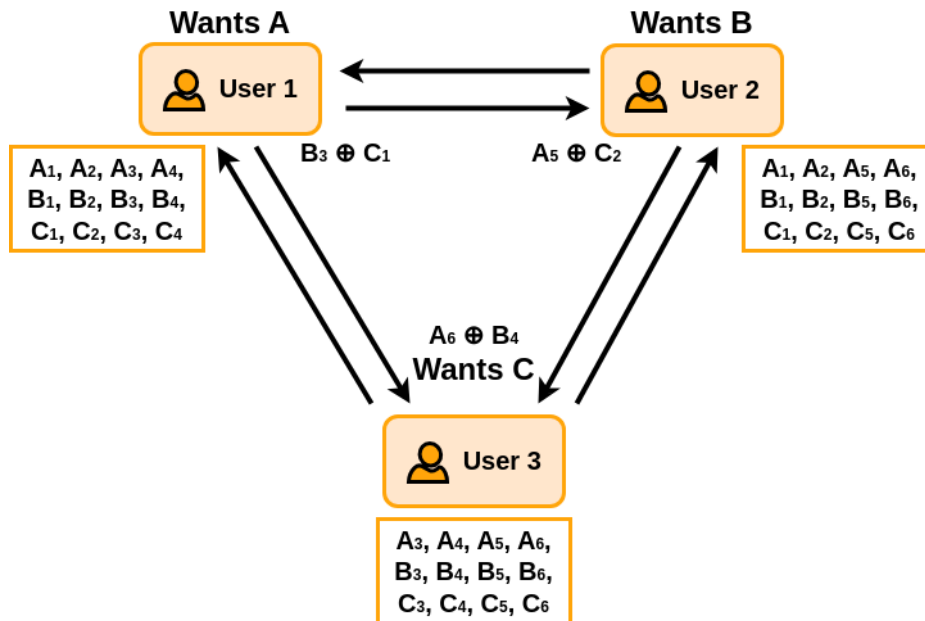 Wants A
Wants B
User 1
User 2
B₃ ⊕ C₁
A₅ ⊕ C₂
A₁, A₂, A₃, A₄,
B₁, B₂, B₃, B₄,
C₁, C₂, C₃, C₄
A₁, A₂, A₅, A₆,
B₁, B₂, B₅, B₆,
C₁, C₂, C₅, C₆
A₆ ⊕ B₄
Wants C
User 3
A₃, A₄, A₅, A₆,
B₃, B₄, B₅, B₆,
C₃, C₄, C₅, C₆